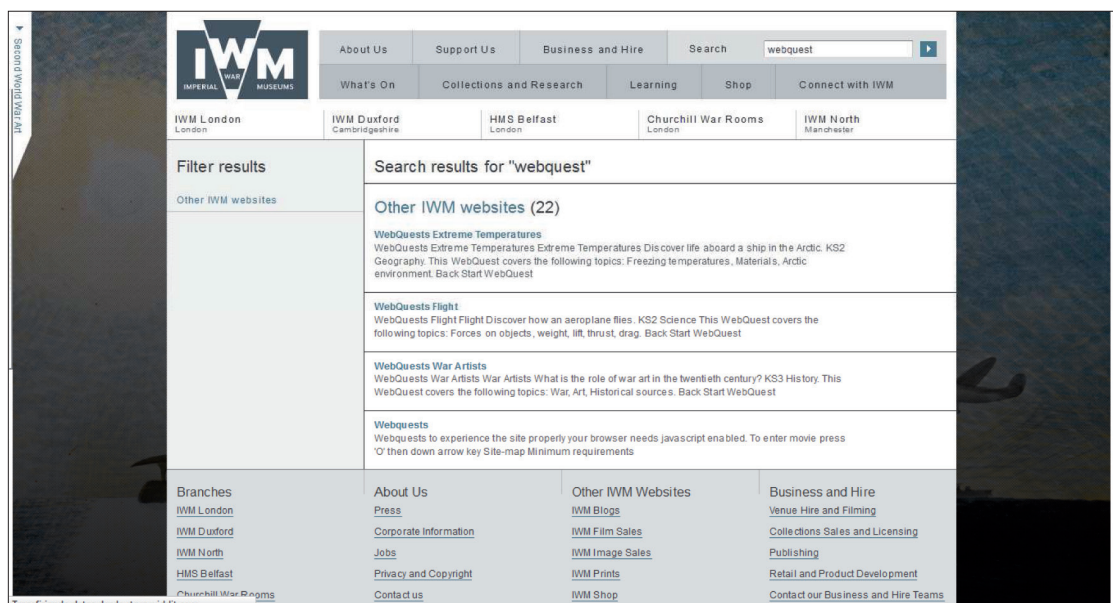 Second World War Art
IWM
IMPERIAL WAR MUSEUMS
About Us Support Us Business and Hire Search webquest
What's On Collections and Research Learning Shop Connect with IWM
IWM London IWM Duxford HMS Belfast Churchill War Rooms IWM North
London Cambridgeshire London London Manchester
Filter results
Other IWM websites
Search results for "webquest"
Other IWM websites (22)
WebQuests Extreme Temperatures
WebQuests Extreme Temperatures Extreme Temperatures Discover life aboard a ship in the Arctic. KS2
Geography. This WebQuest covers the following topics: Freezing temperatures, Materials, Arctic
environment. Back Start WebQuest
WebQuests Flight
WebQuests Flight Flight Discover how an aeroplane flies. KS2 Science This WebQuest covers the
following topics: Forces on objects, weight, lift, thrust, drag. Back Start WebQuest
WebQuests War Artists
WebQuests War Artists War Artists What is the role of war art in the twentieth century? KS3 History. This
WebQuest covers the following topics: War, Art, Historical sources. Back Start WebQuest
Webquests
Webquests to experience the site properly your browser needs javascript enabled. To enter movie press
'O' then down arrow key Site-map Minimum requirements
Branches About Us Other IWM Websites Business and Hire
IWM London Press IWM Blogs Venue Hire and Filming
IWM Duxford Corporate Information IWM Film Sales Collections Sales and Licensing
IWM North Jobs IWM Image Sales Publishing
HMS Belfast Privacy and Copyright IWM Prints Retail and Product Development
Churchill War Rooms Contact us IWM Shop Contact our Business and Hire Teams